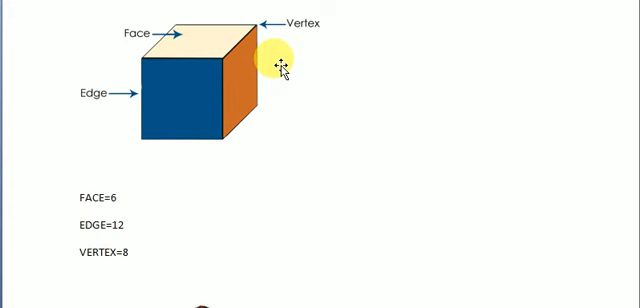 Vertex
Face
Edge
FACE=6
EDGE=12
VERTEX=8